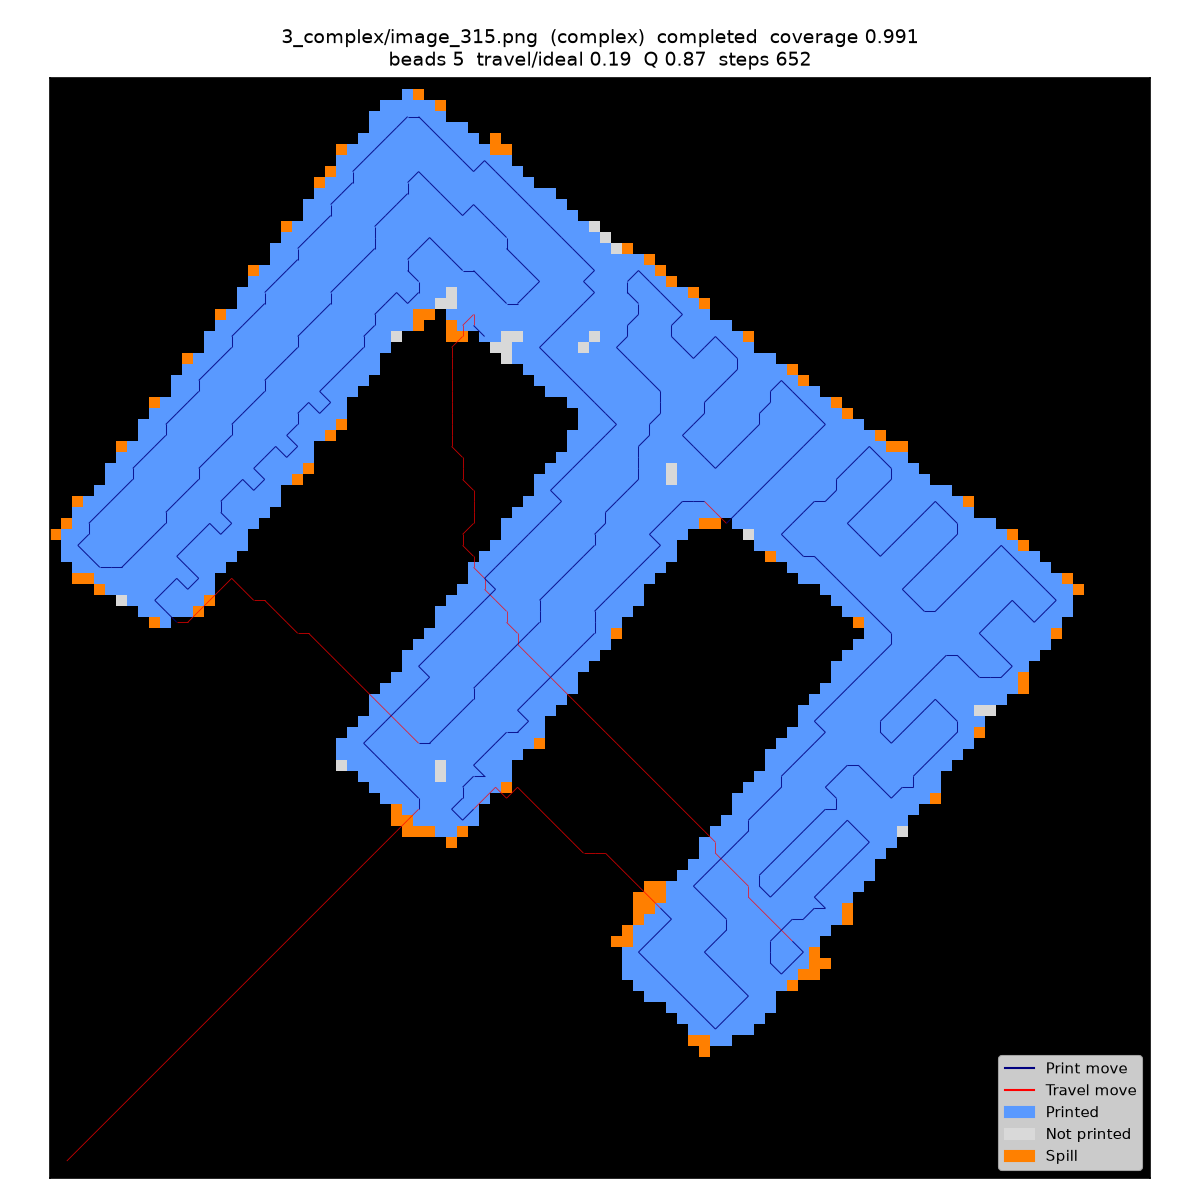 3_complex/image_315.png  (complex)  completed  coverage 0.991
beads 5  travel/ideal 0.19  Q 0.87  steps 652
Print move
Travel move
Printed
Not printed
Spill